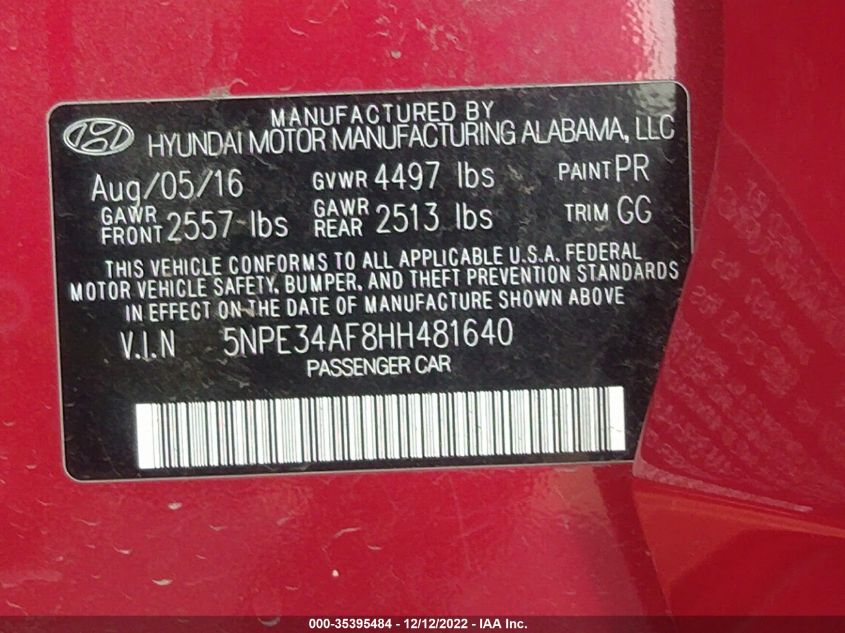 MANUFACTURED BY
HYUNDAI MOTOR MANUFACTURING ALABAMA, LLC
Aug/05/16 GVWR 4497 lbs PAINT PR
GAWR FRONT 2557 lbs GAWR REAR 2513 lbs TRIM GG
THIS VEHICLE CONFORMS TO ALL APPLICABLE U.S.A. FEDERAL
MOTOR VEHICLE SAFETY, BUMPER, AND THEFT PREVENTION STANDARDS
IN EFFECT ON THE DATE OF MANUFACTURE SHOWN ABOVE
V.I.N 5NPE34AF8HH481640
PASSENGER CAR
000-35395484 - 12/12/2022 - IAA Inc.